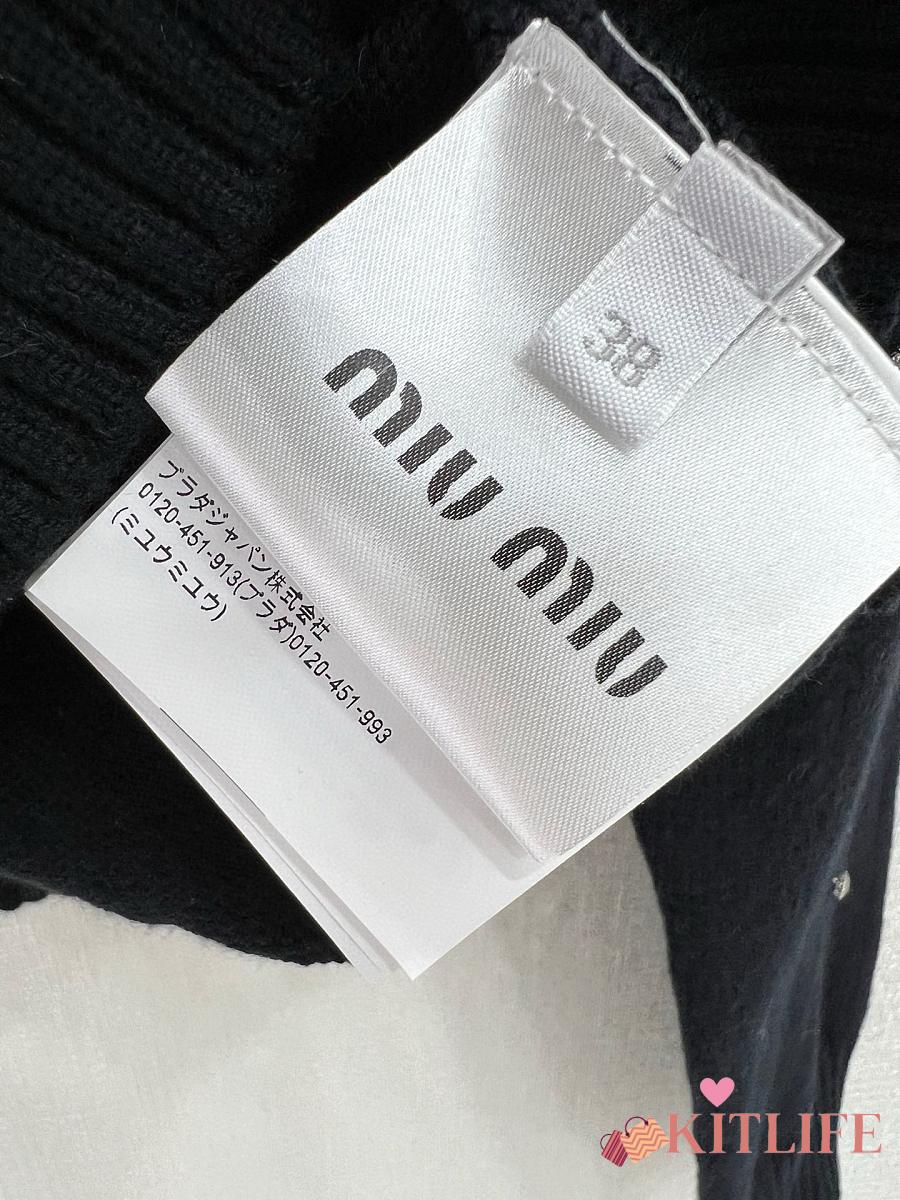 38
miu miu
プラダジャパン株式会社
0120-451-913(プラダ)0120-451-993
(ミュウミュウ)
KITLIFE